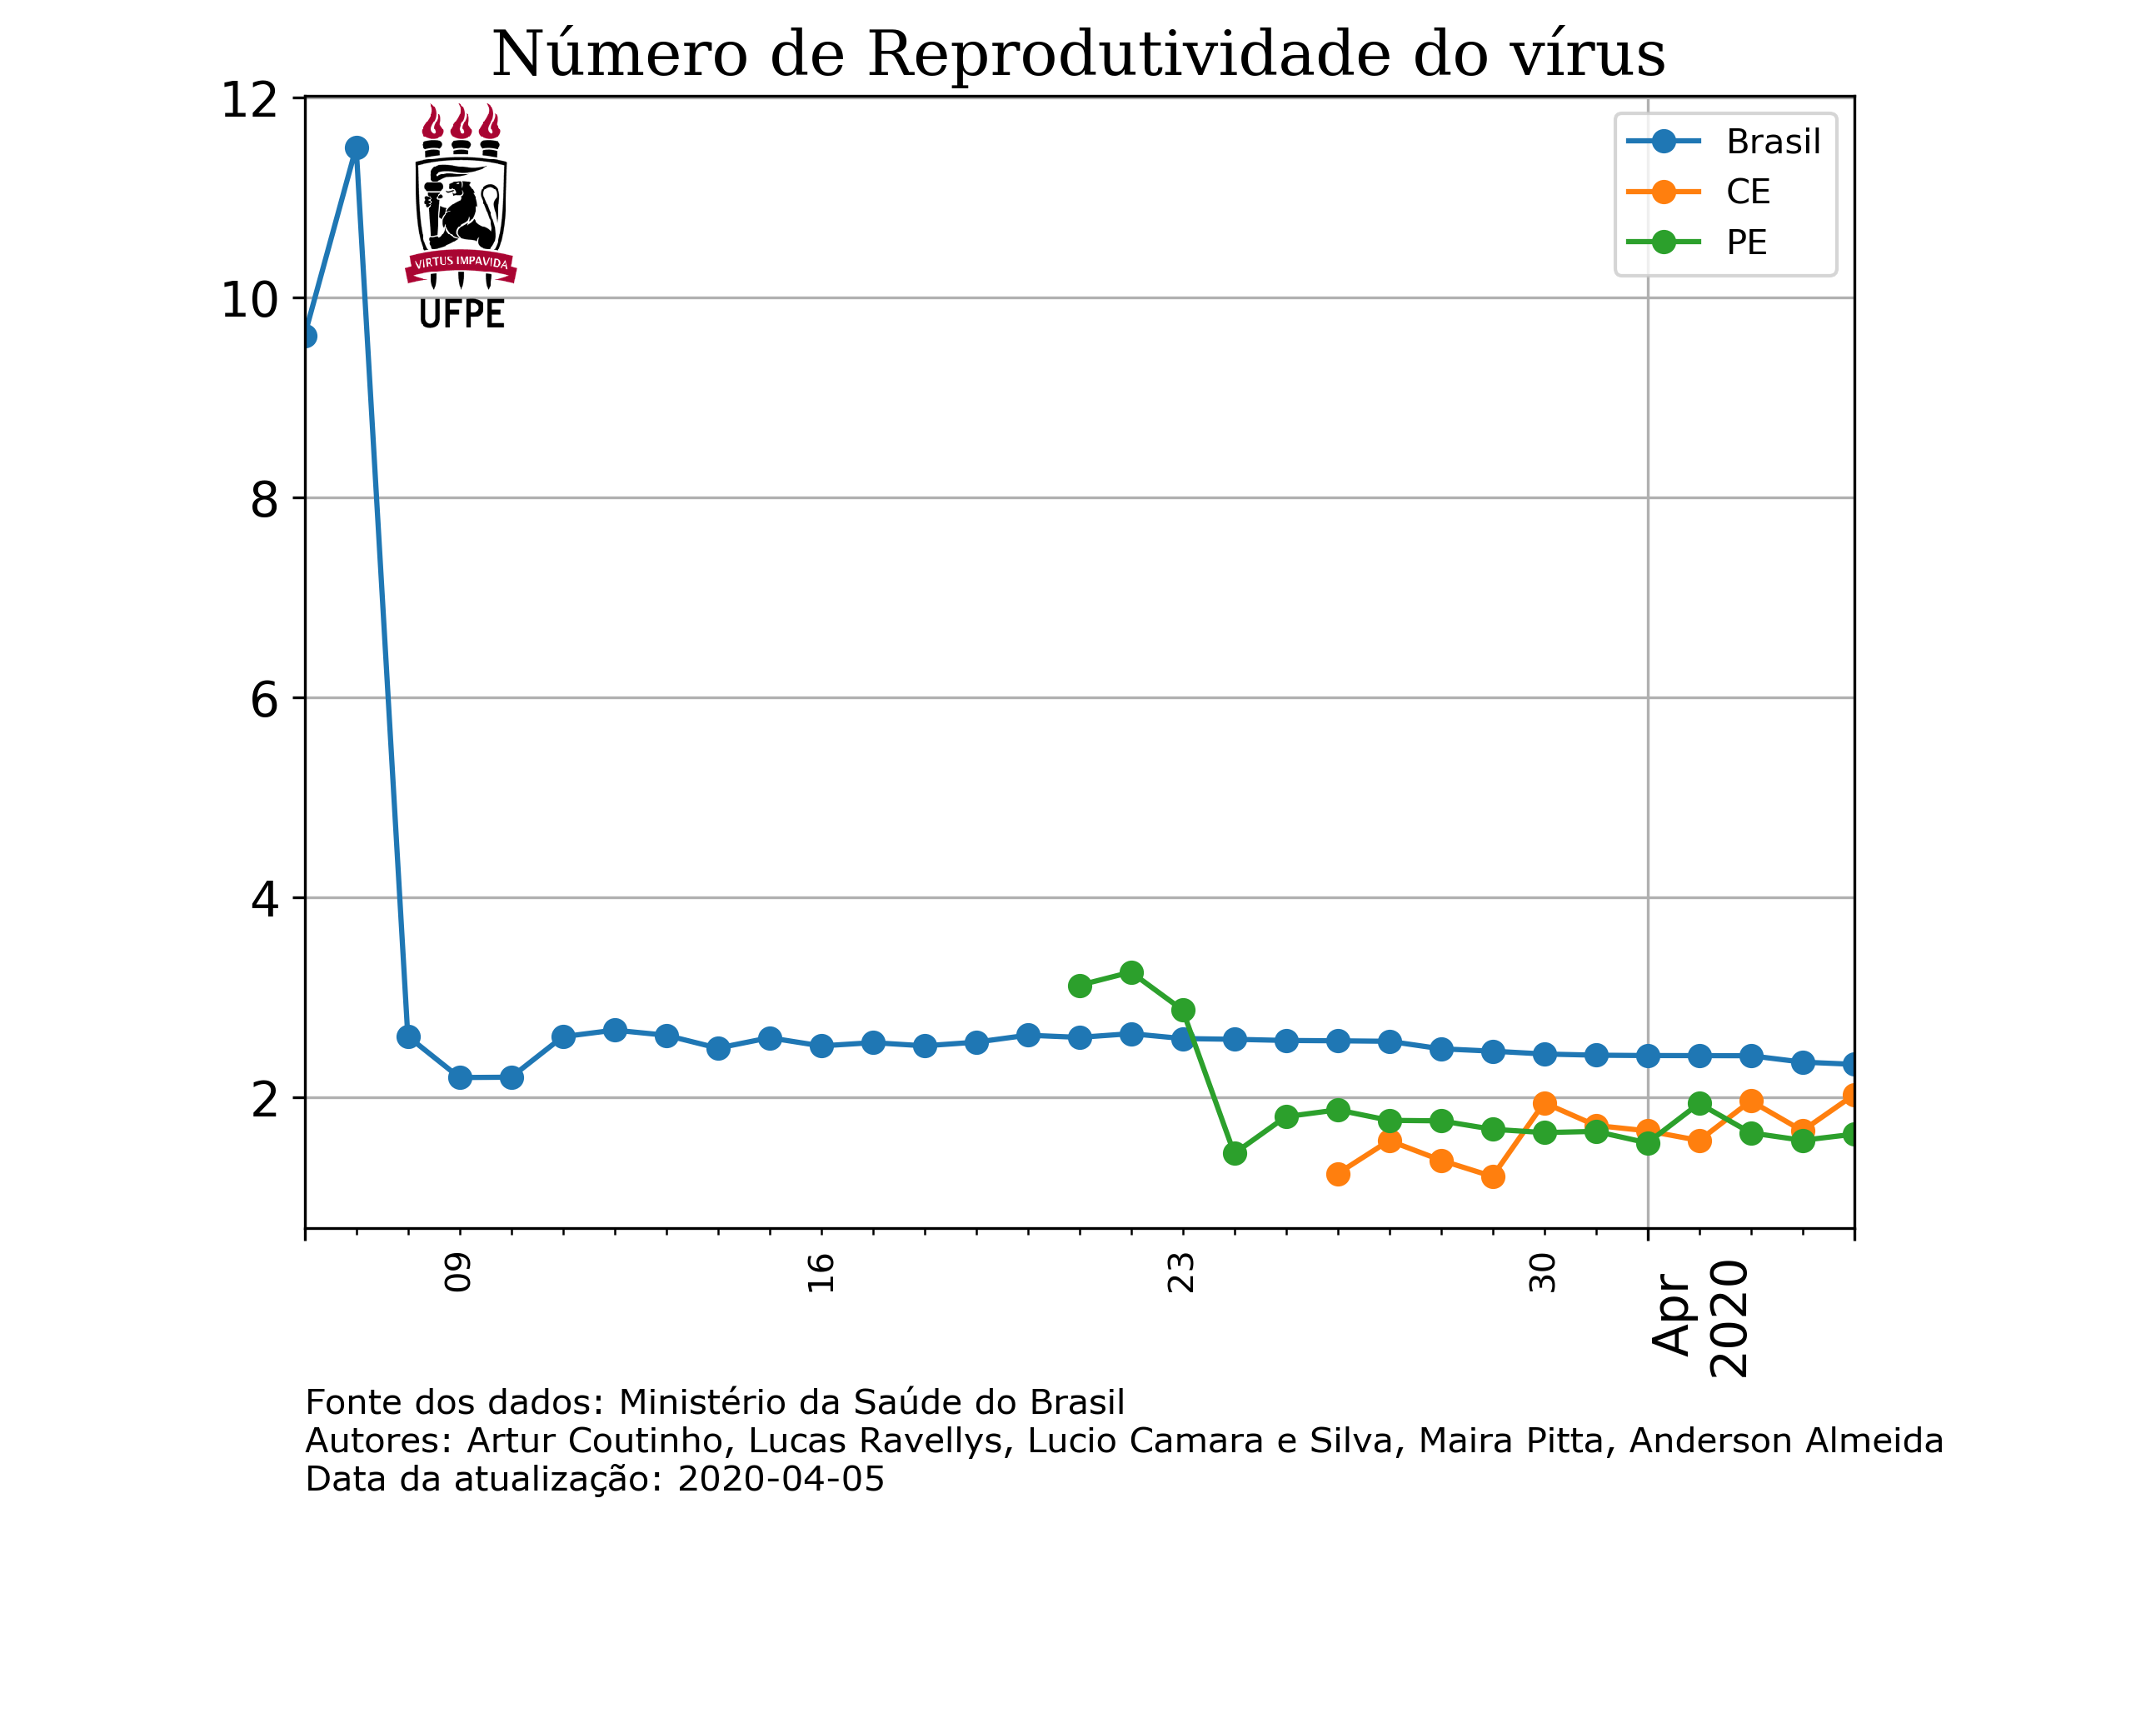 Número de Reprodutividade do vírus
12
10
8
6
4
2
VIRTUS IMPAVIDA
UFPE
Brasil
CE
PE
09
16
23
30
Apr
2020
Fonte dos dados: Ministério da Saúde do Brasil
Autores: Artur Coutinho, Lucas Ravellys, Lucio Camara e Silva, Maira Pitta, Anderson Almeida
Data da atualização: 2020-04-05